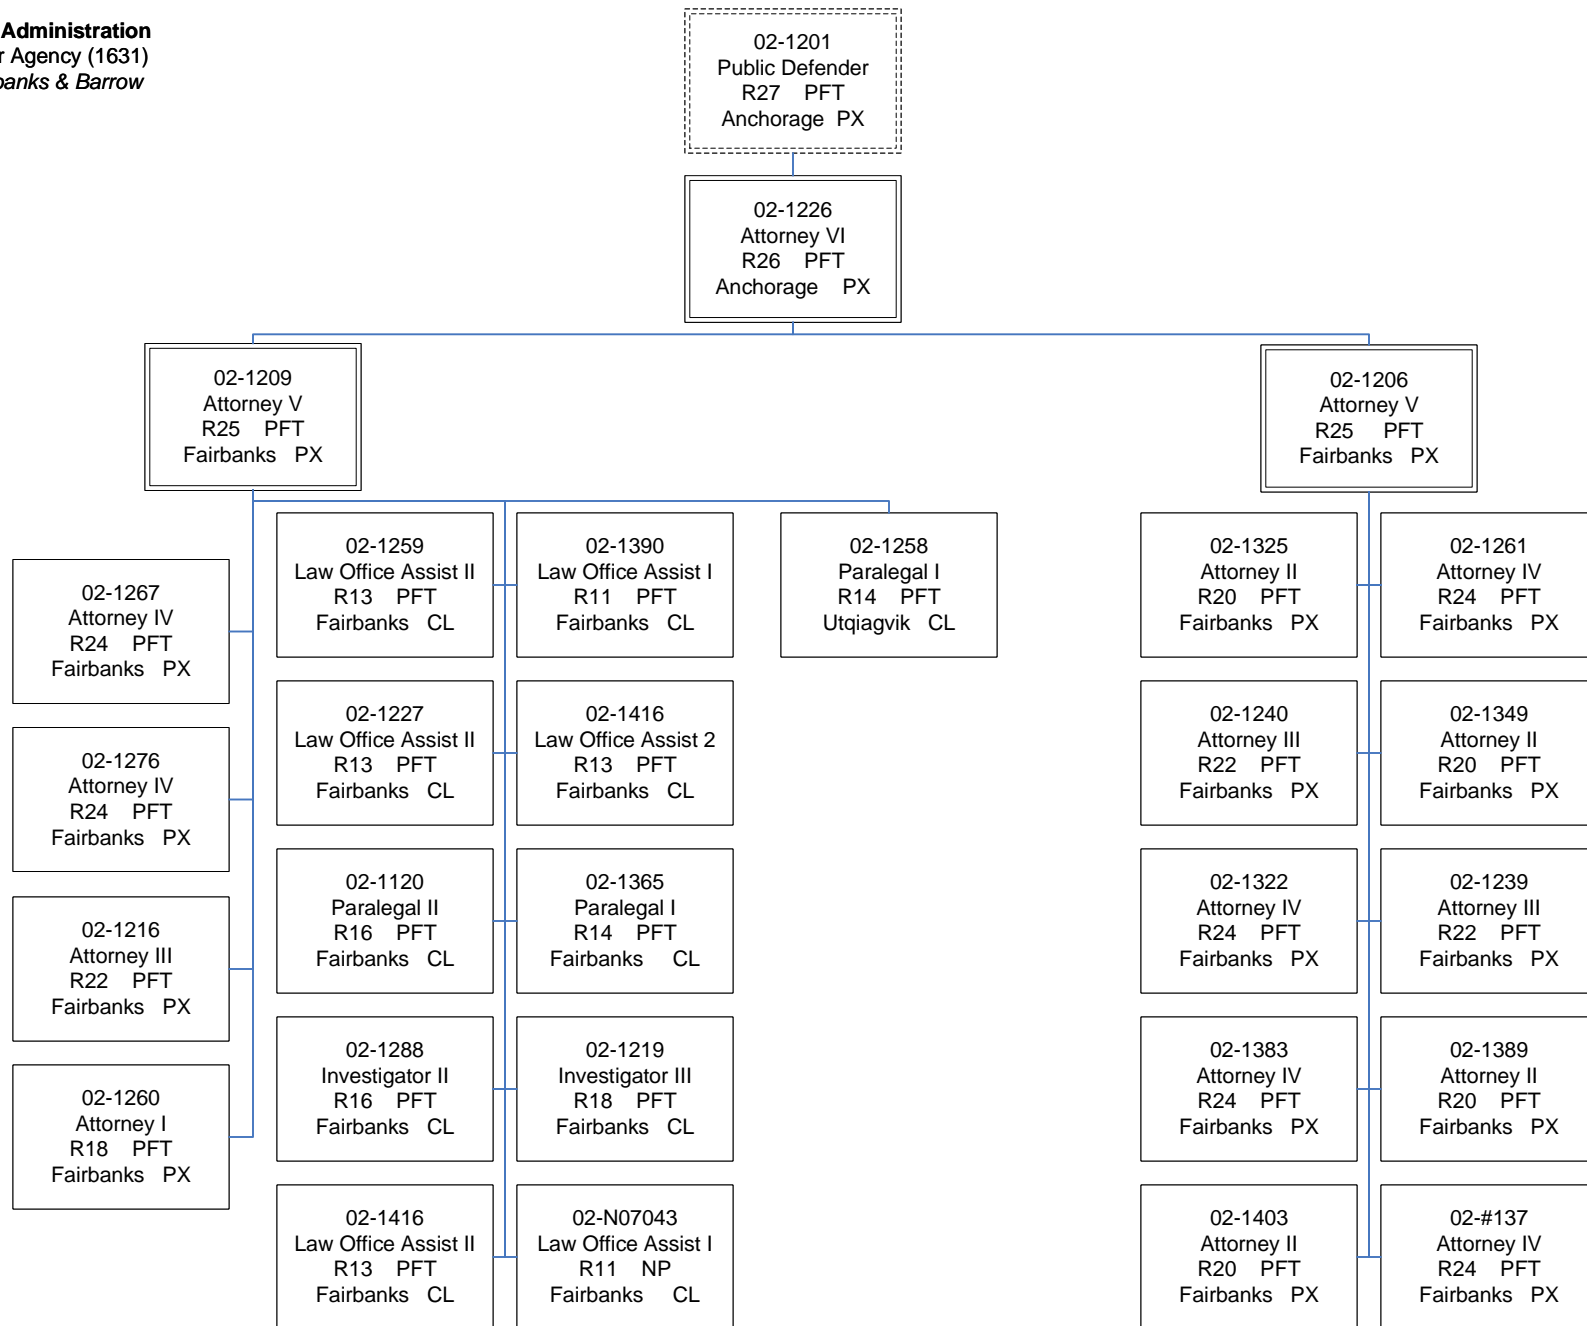 Administration
r Agency (1631)
banks & Barrow
02-1201
Public Defender
R27 PFT
Anchorage PX
02-1226
Attorney VI
R26 PFT
Anchorage PX
02-1209
Attorney V
R25 PFT
Fairbanks PX
02-1206
Attorney V
R25 PFT
Fairbanks PX
02-1267
Attorney IV
R24 PFT
Fairbanks PX
02-1276
Attorney IV
R24 PFT
Fairbanks PX
02-1216
Attorney III
R22 PFT
Fairbanks PX
02-1260
Attorney I
R18 PFT
Fairbanks PX
02-1259
Law Office Assist II
R13 PFT
Fairbanks CL
02-1390
Law Office Assist I
R11 PFT
Fairbanks CL
02-1227
Law Office Assist II
R13 PFT
Fairbanks CL
02-1416
Law Office Assist 2
R13 PFT
Fairbanks CL
02-1120
Paralegal II
R16 PFT
Fairbanks CL
02-1365
Paralegal I
R14 PFT
Fairbanks CL
02-1288
Investigator II
R16 PFT
Fairbanks CL
02-1219
Investigator III
R18 PFT
Fairbanks CL
02-1416
Law Office Assist II
R13 PFT
Fairbanks CL
02-N07043
Law Office Assist I
R11 NP
Fairbanks CL
02-1258
Paralegal I
R14 PFT
Utqiagvik CL
02-1325
Attorney II
R20 PFT
Fairbanks PX
02-1261
Attorney IV
R24 PFT
Fairbanks PX
02-1240
Attorney III
R22 PFT
Fairbanks PX
02-1349
Attorney II
R20 PFT
Fairbanks PX
02-1322
Attorney IV
R24 PFT
Fairbanks PX
02-1239
Attorney III
R22 PFT
Fairbanks PX
02-1383
Attorney IV
R24 PFT
Fairbanks PX
02-1389
Attorney II
R20 PFT
Fairbanks PX
02-1403
Attorney II
R20 PFT
Fairbanks PX
02-#137
Attorney IV
R24 PFT
Fairbanks PX